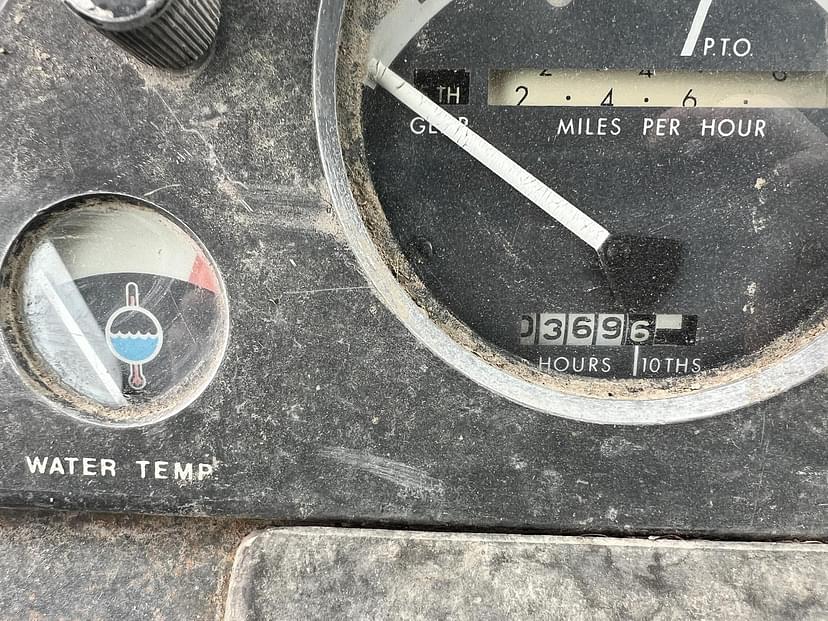 P.T.O.
TH
2 · 4 · 6 ·
GEAR MILES PER HOUR
03696
HOURS 10THS
WATER TEMP